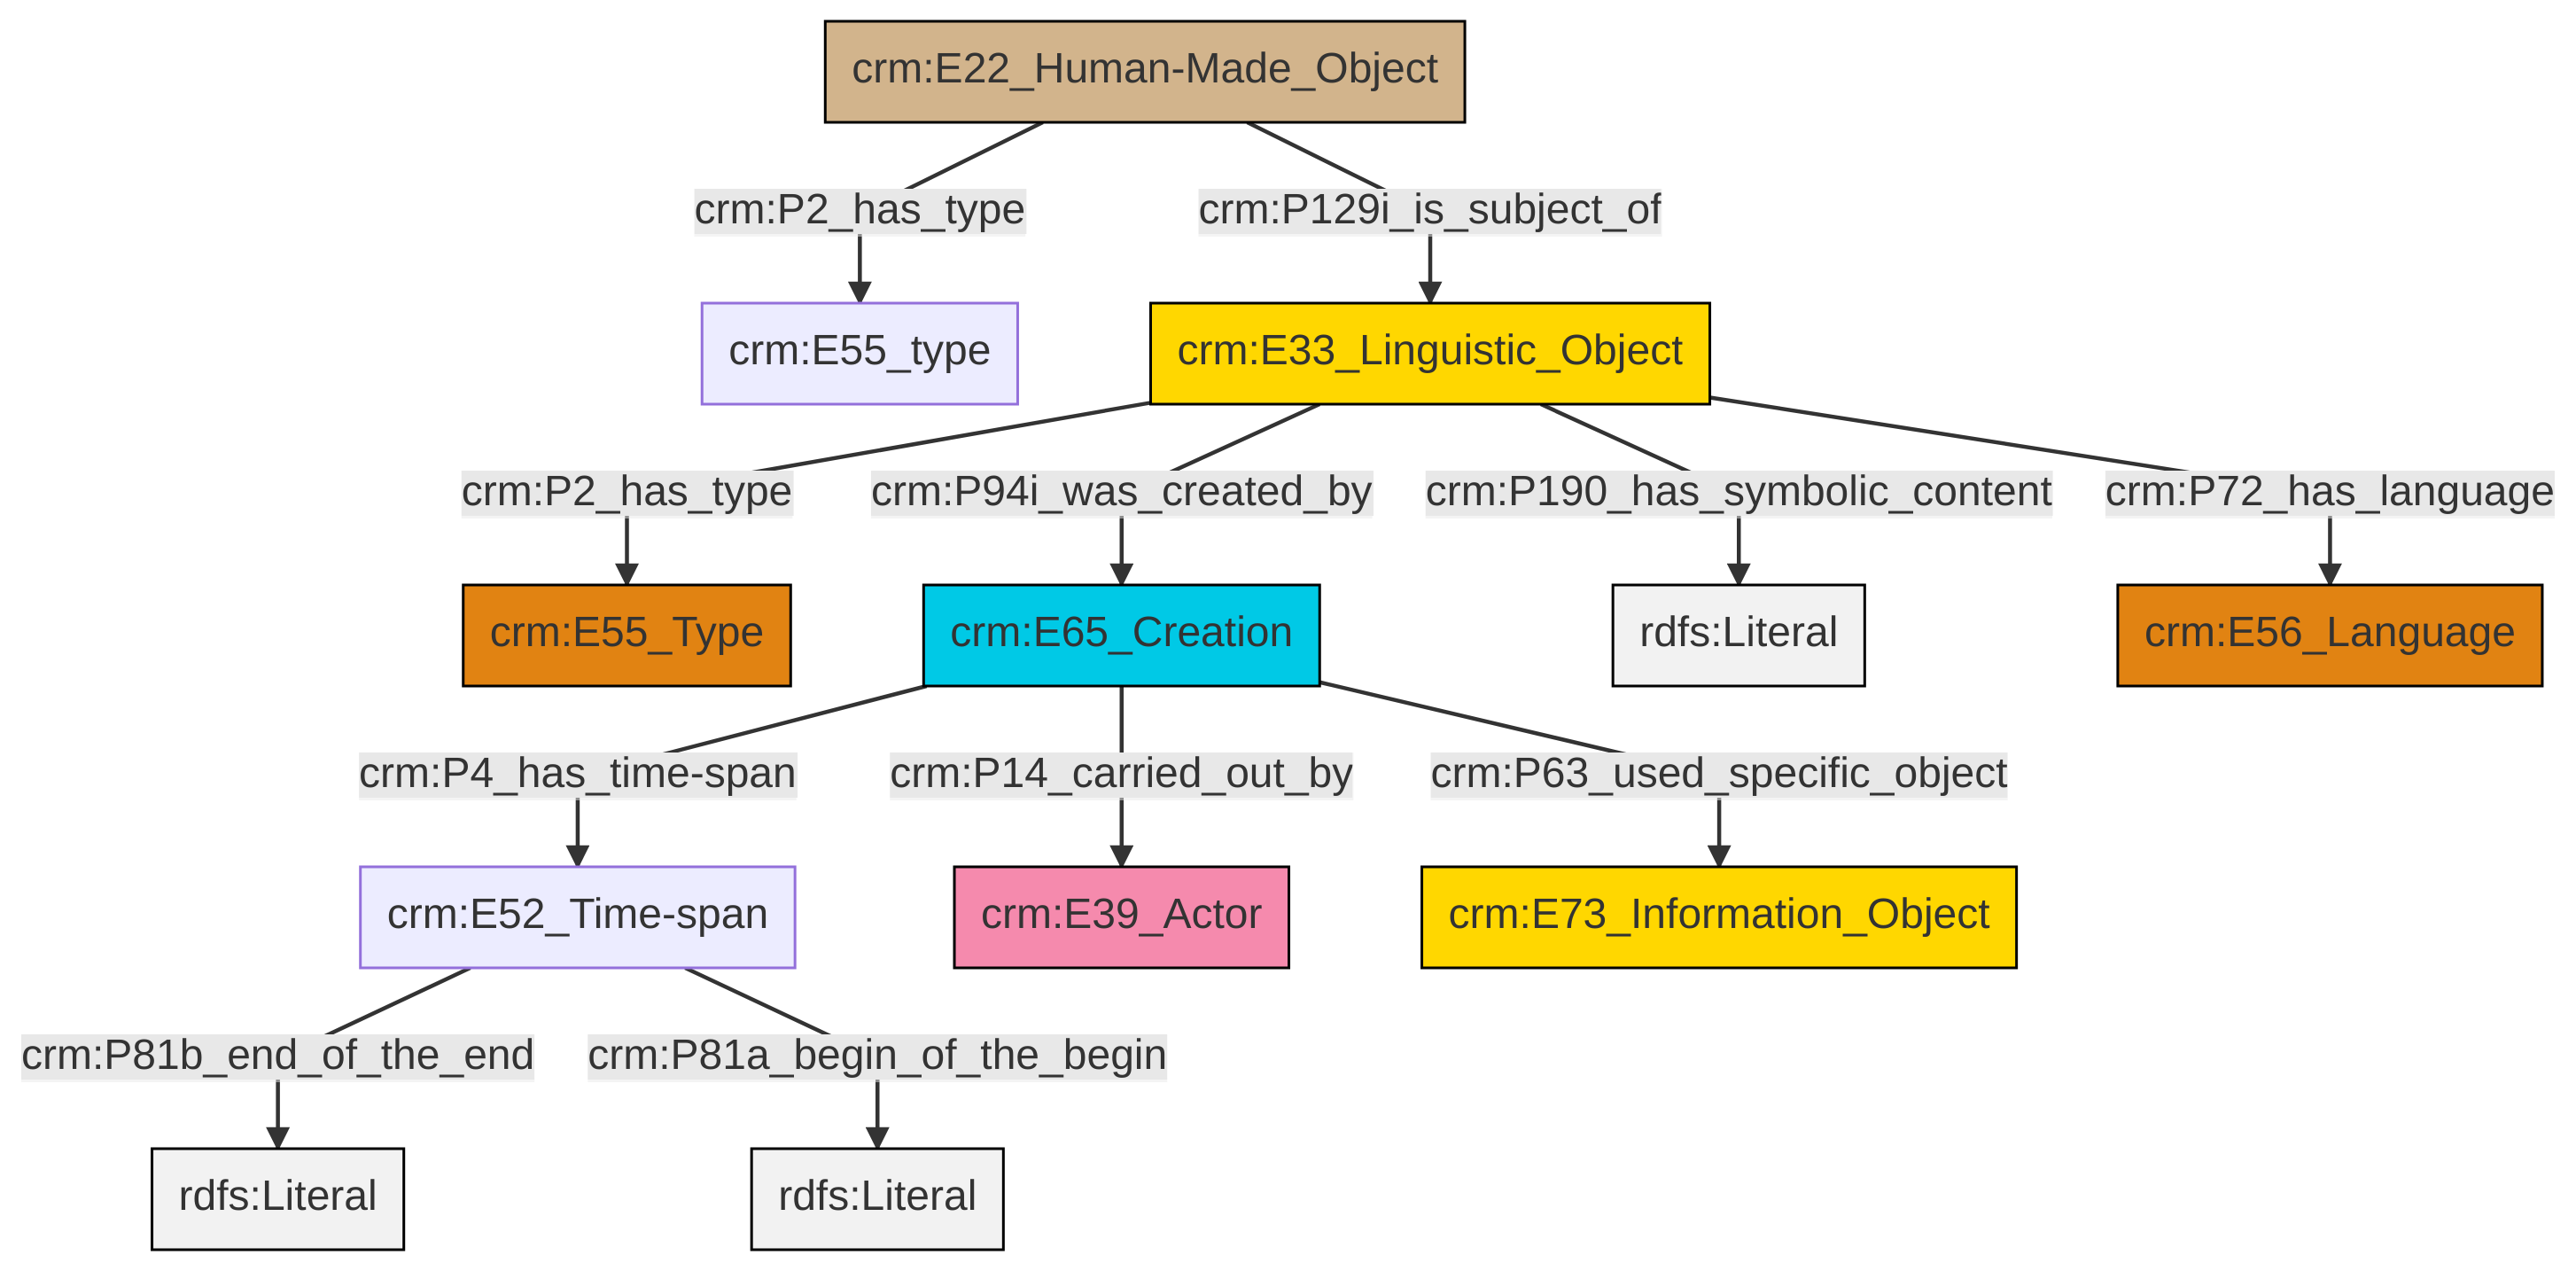 crm:E22_Human-Made_Object
crm:P2_has_type
crm:P129i_is_subject_of
crm:E55_type
crm:E33_Linguistic_Object
crm:P2_has_type
crm:P94i_was_created_by
crm:P190_has_symbolic_content
crm:P72_has_language
crm:E55_Type
crm:E65_Creation
rdfs:Literal
crm:E56_Language
crm:P4_has_time-span
crm:P14_carried_out_by
crm:P63_used_specific_object
crm:E52_Time-span
crm:E39_Actor
crm:E73_Information_Object
crm:P81b_end_of_the_end
crm:P81a_begin_of_the_begin
rdfs:Literal
rdfs:Literal